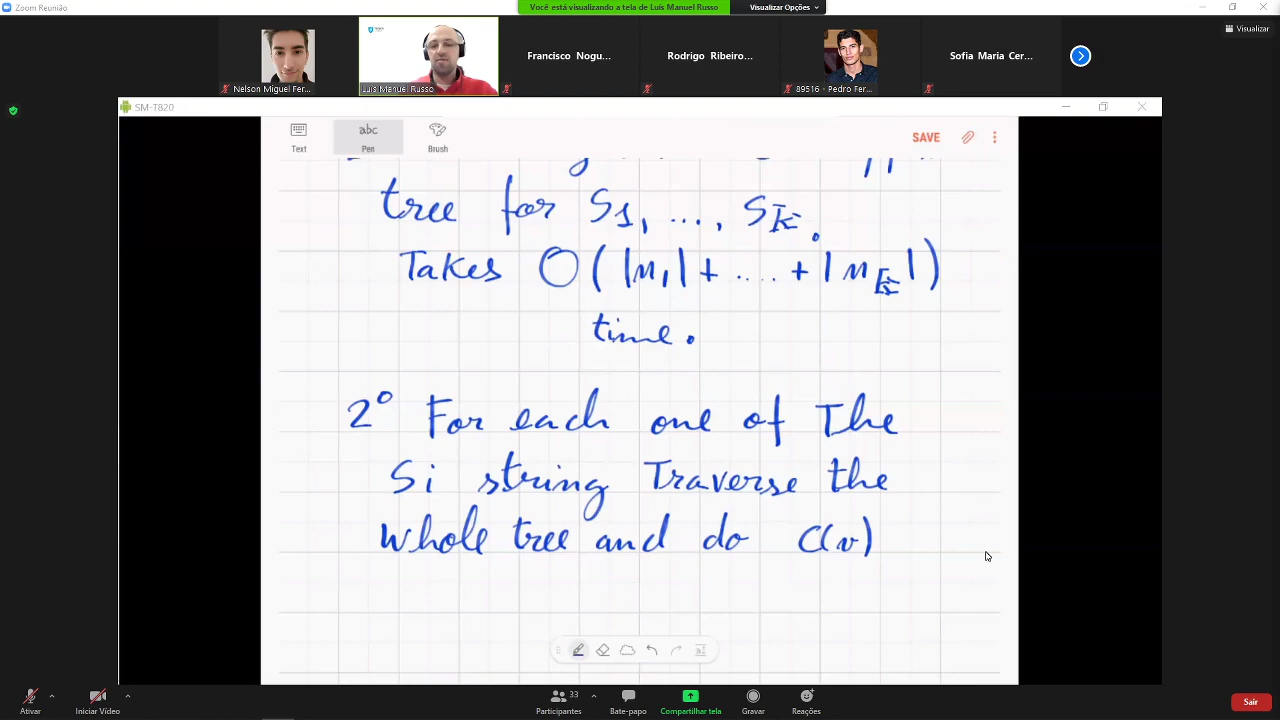 Zoom Reunião
Você está visualizando a tela de Luís Manuel Russo
Visualizar Opções
Visualizar
Nelson Miguel Fer...
Luís Manuel Russo
Francisco Nogu...
Rodrigo Ribeiro...
89516 - Pedro Fer...
Sofia Maria Cer...
SM-T820
Text
abc
Pen
Brush
SAVE
tree for S1, ..., Sk.
Takes O(|n1| + .... + |nk|)
time.
2º For each one of The
Si string Traverse the
whole tree and do C(v)
Ativar
Iniciar Vídeo
Participantes
33
Bate-papo
Compartilhar tela
Gravar
Reações
Sair